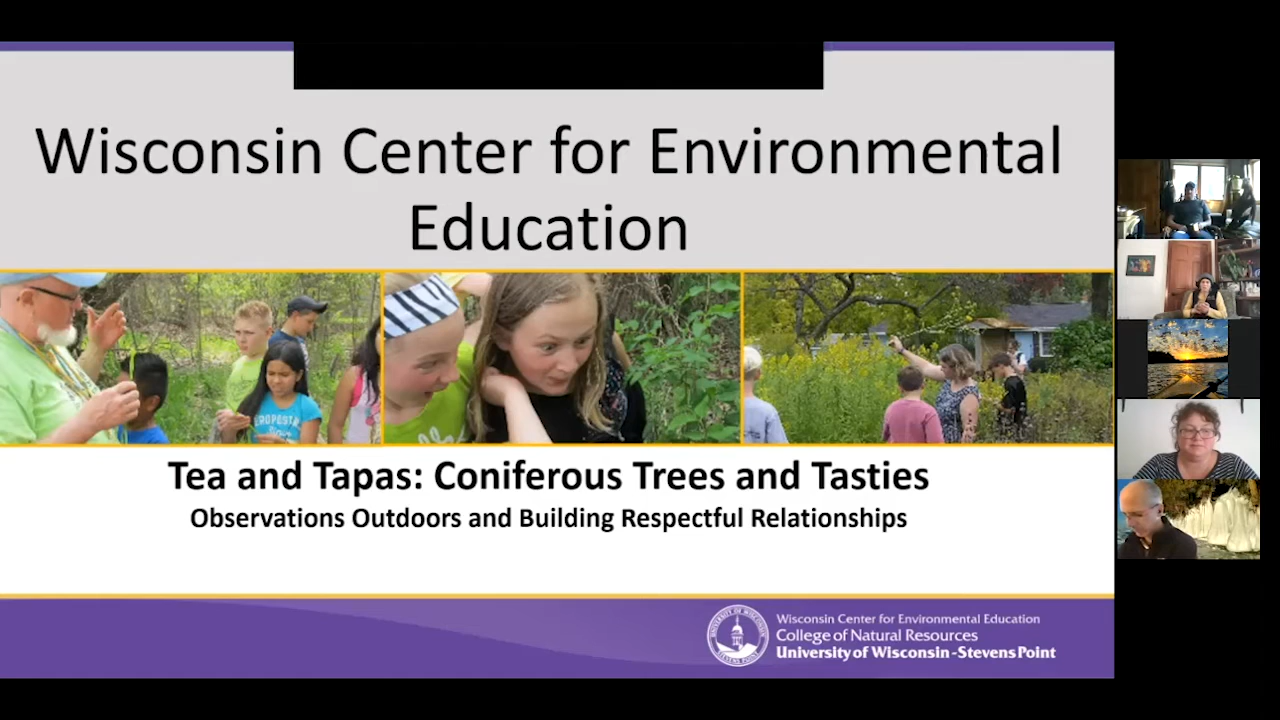 Wisconsin Center for Environmental
Education
Tea and Tapas: Coniferous Trees and Tasties
Observations Outdoors and Building Respectful Relationships
Wisconsin Center for Environmental Education
College of Natural Resources
University of Wisconsin-Stevens Point